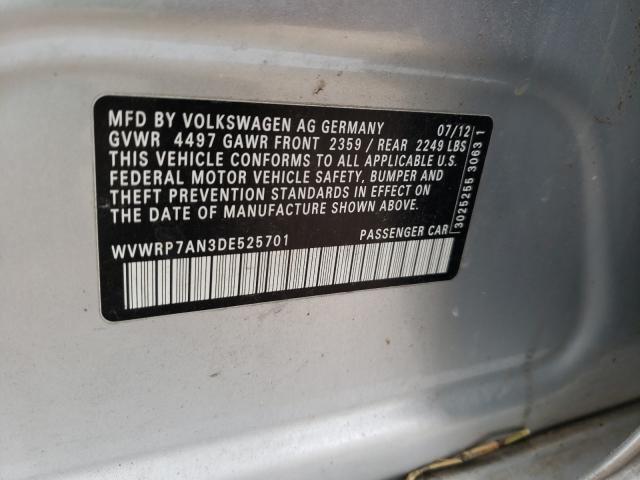 MFD BY VOLKSWAGEN AG GERMANY 07/12
GVWR 4497 GAWR FRONT 2359 / REAR 2249 LBS
THIS VEHICLE CONFORMS TO ALL APPLICABLE U.S.
FEDERAL MOTOR VEHICLE SAFETY, BUMPER AND
THEFT PREVENTION STANDARDS IN EFFECT ON
THE DATE OF MANUFACTURE SHOWN ABOVE.
WVWRP7AN3DE525701 PASSENGER CAR
3025255 3063 1